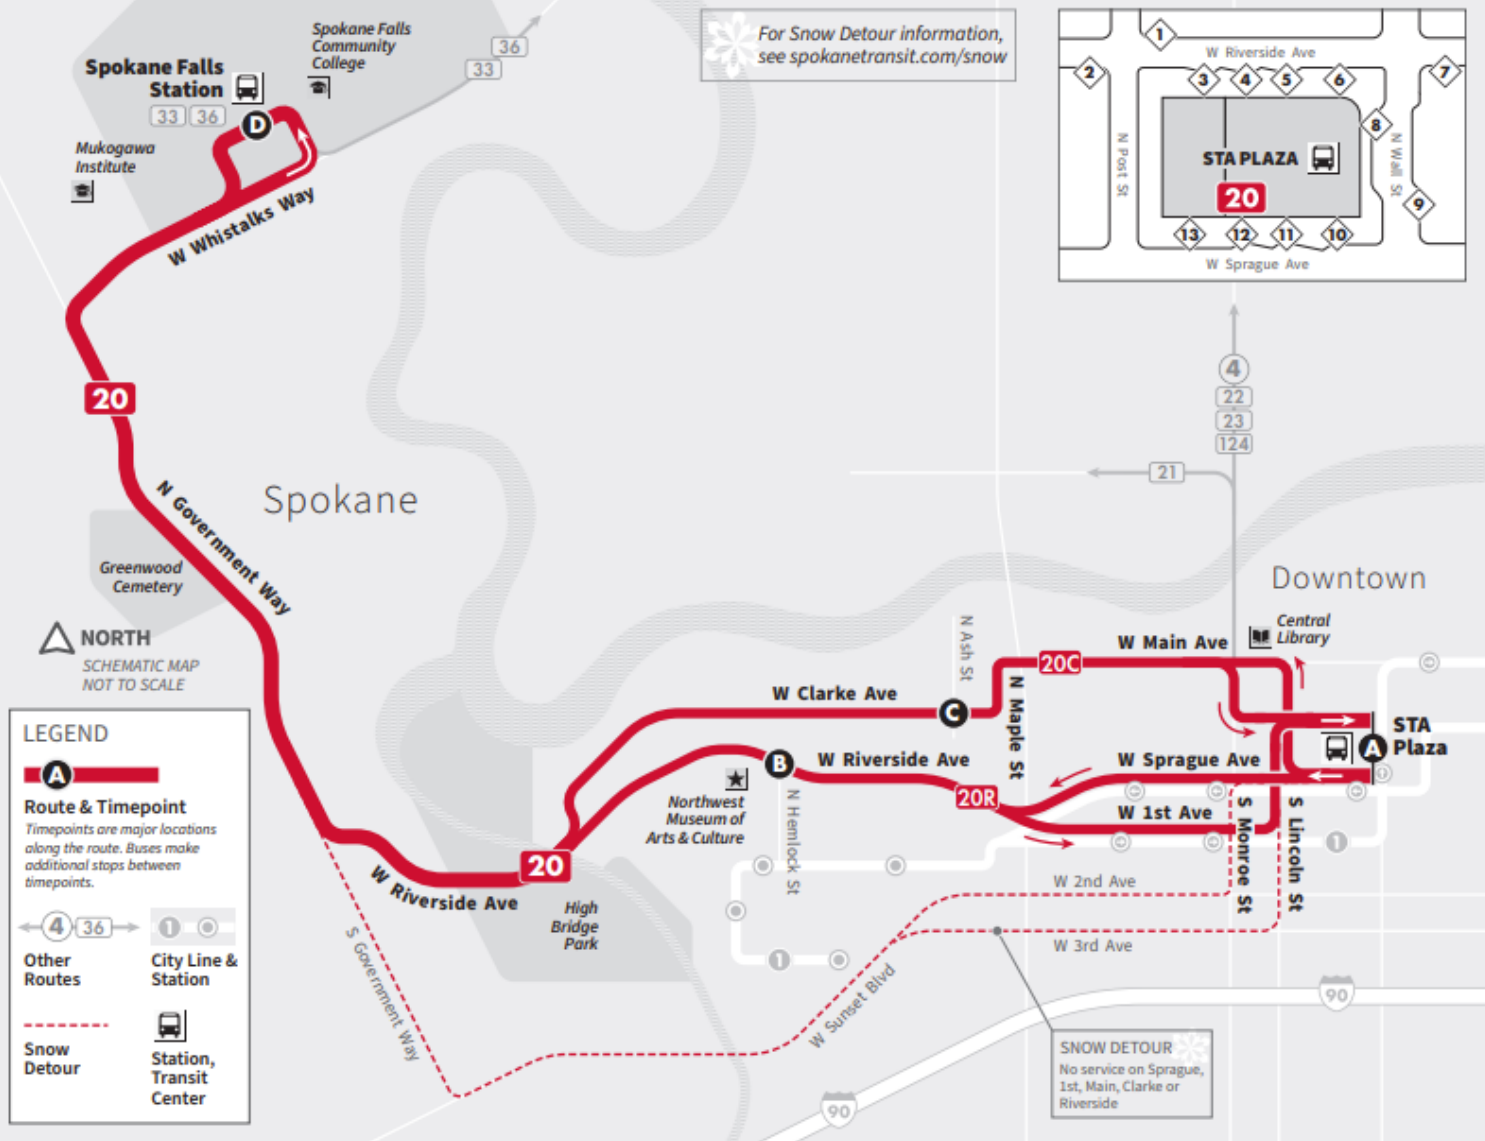 Spokane Falls
Community
College
36
33
Spokane Falls
Station
33 36
D
Mukogawa
Institute
W Whistalks Way
For Snow Detour information,
see spokanetransit.com/snow
1
W Riverside Ave
2
3
4
5
6
7
8
N Post St
N Wall St
STA PLAZA
20
9
13
12
11
10
W Sprague Ave
20
N Government Way
Spokane
Greenwood
Cemetery
NORTH
SCHEMATIC MAP
NOT TO SCALE
4
22
23
124
21
Downtown
Central
Library
N Ash St
W Main Ave
20C
W Clarke Ave
C
N Maple St
STA
Plaza
A
W Riverside Ave
B
W Sprague Ave
20R
W 1st Ave
Northwest
Museum of
Arts & Culture
N Hemlock St
S Monroe St
S Lincoln St
1
20
W Riverside Ave
High
Bridge
Park
W 2nd Ave
W 3rd Ave
1
S Government Way
W Sunset Blvd
90
90
SNOW DETOUR
No service on Sprague,
1st, Main, Clarke or
Riverside
LEGEND
A
Route & Timepoint
Timepoints are major locations
along the route. Buses make
additional stops between
timepoints.
4 36
1
Other
Routes
City Line &
Station
Snow
Detour
Station,
Transit
Center